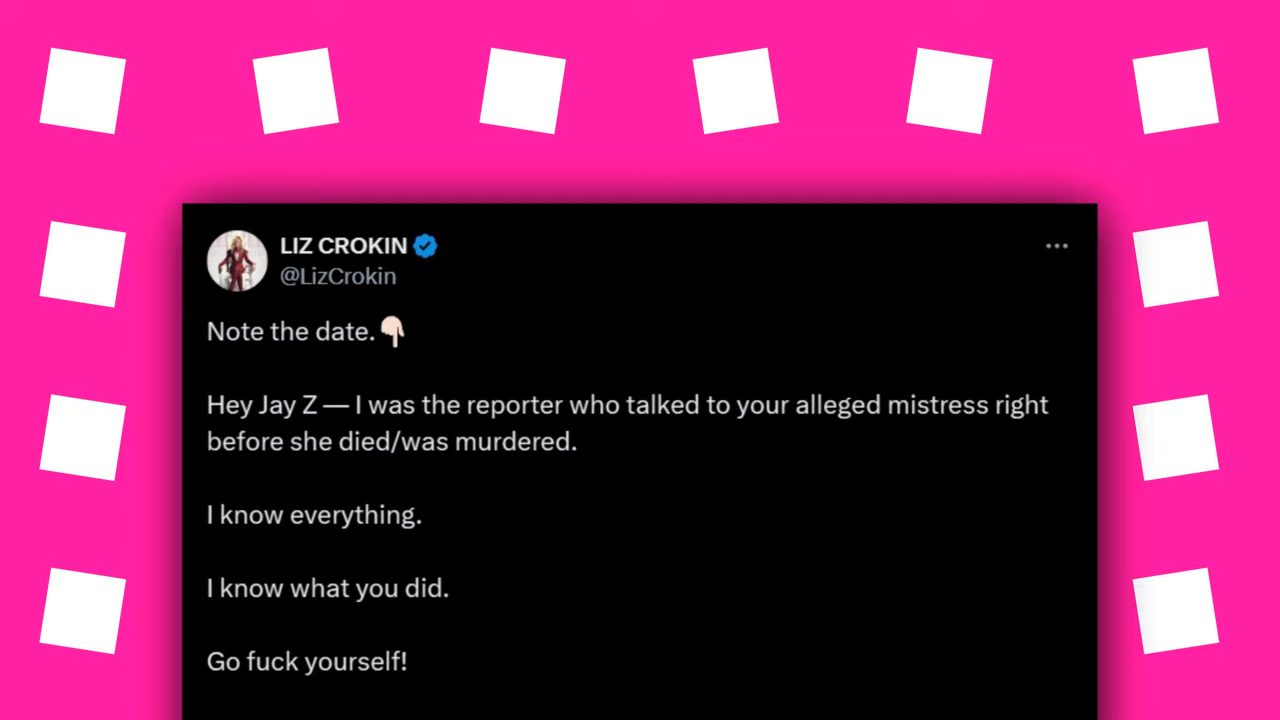 LIZ CROKIN
@LizCrokin
Note the date.👇🏻
Hey Jay Z — I was the reporter who talked to your alleged mistress right
before she died/was murdered.
I know everything.
I know what you did.
Go fuck yourself!